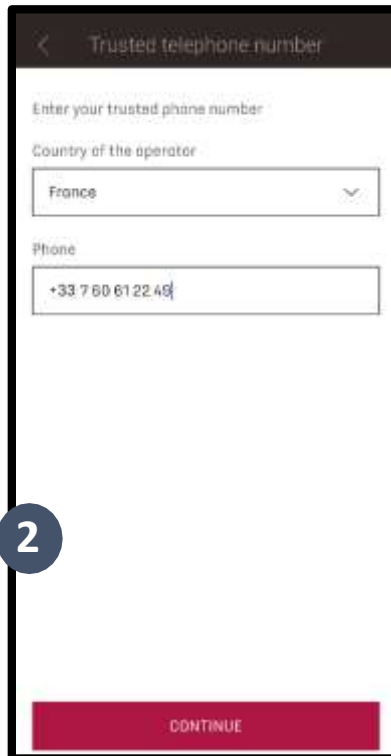 Trusted telephone number
Enter your trusted phone number
Country of the operator
France
Phone
+33 7 60 61 22 49
2
CONTINUE